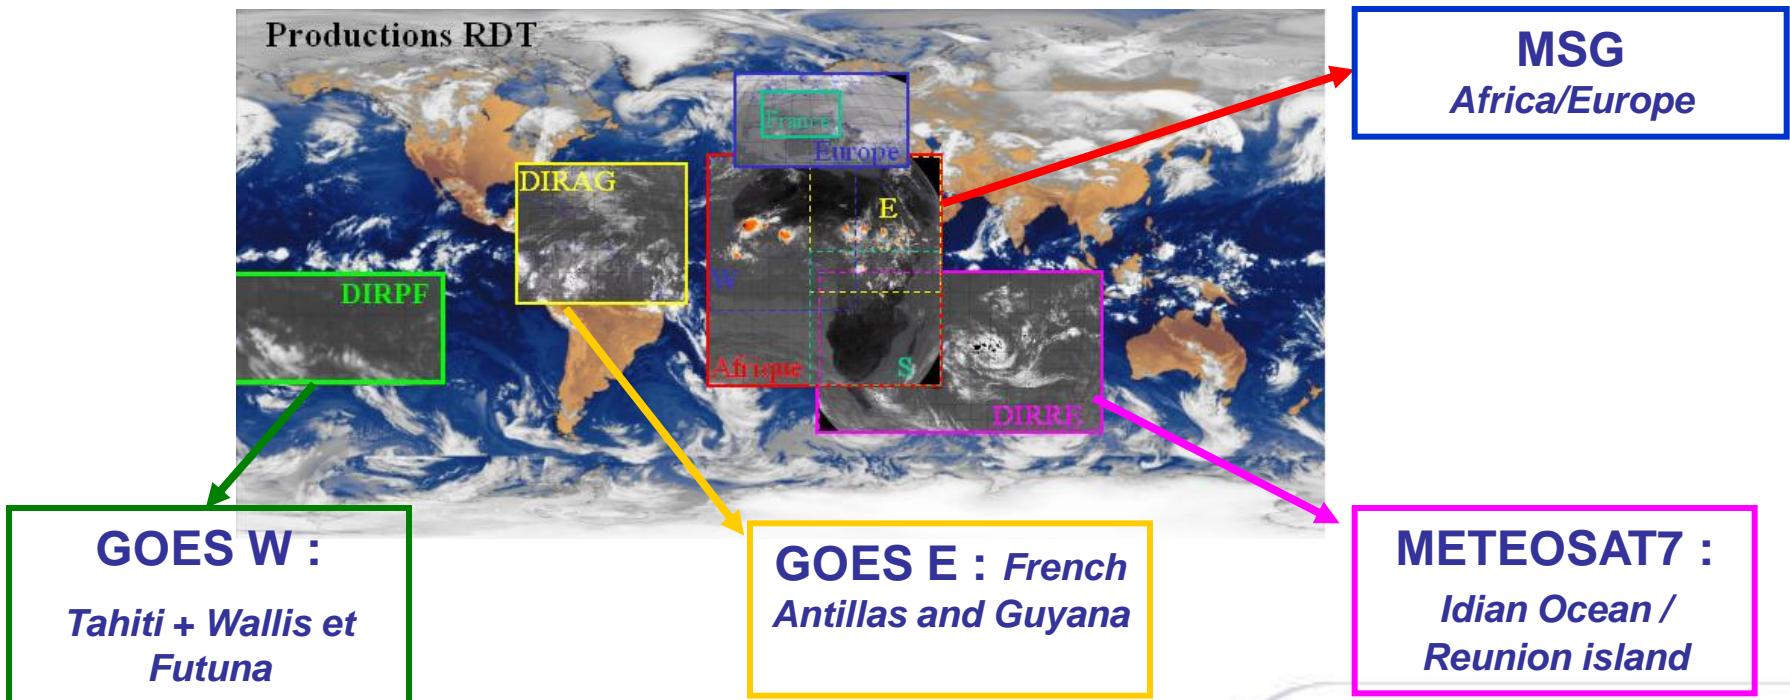 Productions RDT
France
Europe
DIRAG
E
W
DIRPF
Afrique
S
DIRRE
MSG
Africa/Europe
GOES W :
Tahiti + Wallis et
Futuna
GOES E : French
Antillas and Guyana
METEOSAT7 :
Idian Ocean /
Reunion island